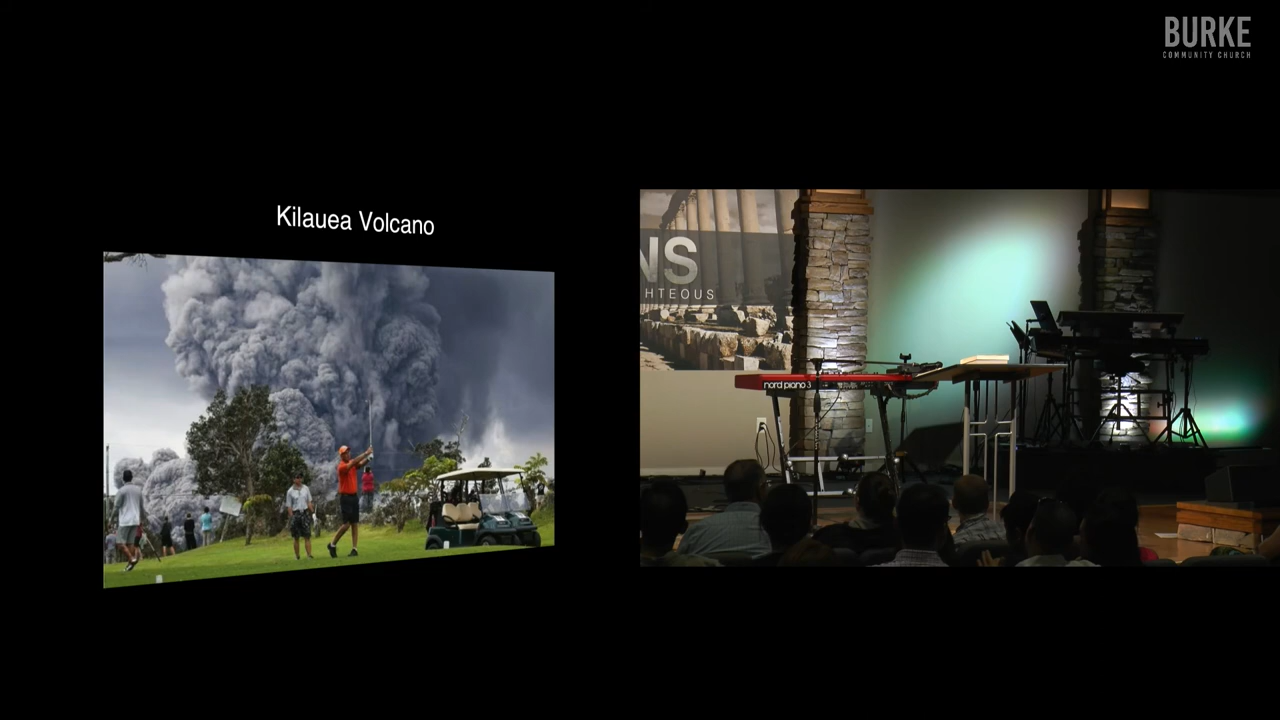 BURKE
COMMUNITY CHURCH
Kilauea Volcano
NS
HTEOUS
nord piano 3